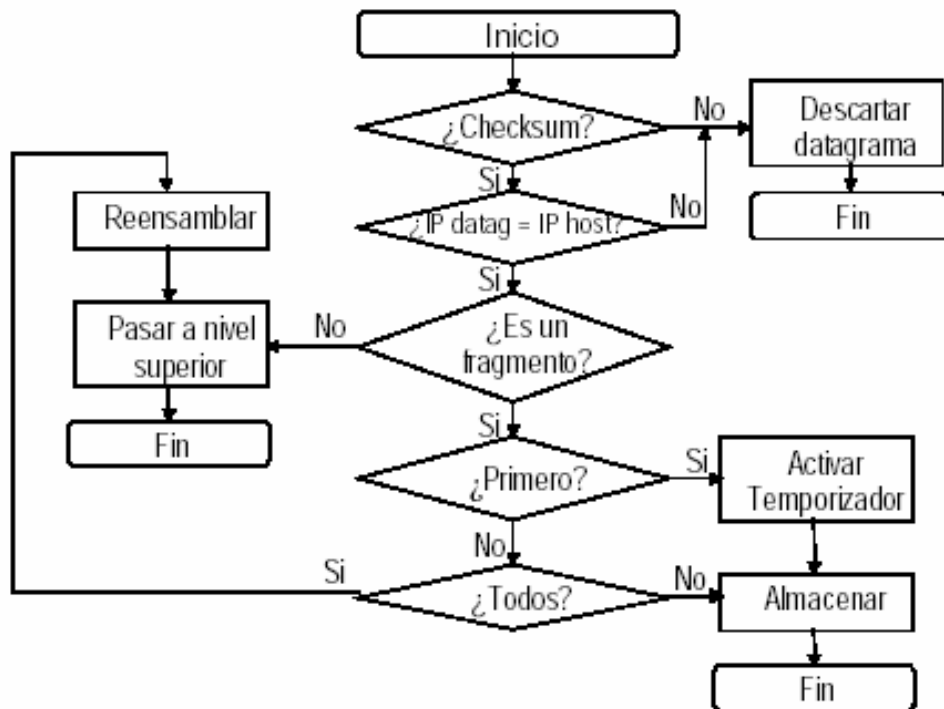 Inicio
¿Checksum?
No
Descartar
datagrama
Si
Reensamblar
¿IP datag = IP host?
No
Fin
Si
Pasar a nivel
superior
No
¿Es un
fragmento?
Fin
Si
¿Primero?
Si
Activar
Temporizador
No
Si
¿Todos?
No
Almacenar
Fin